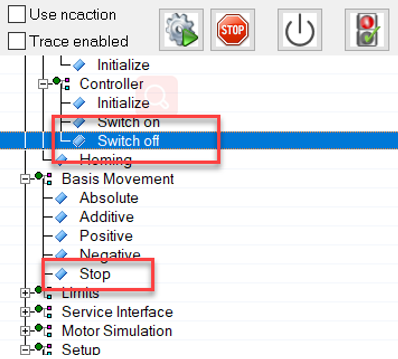 Use ncaction
Trace enabled
STOP
Initialize
Controller
Initialize
Switch on
Switch off
Homing
Basis Movement
Absolute
Additive
Positive
Negative
Stop
Limits
Service Interface
Motor Simulation
Setup